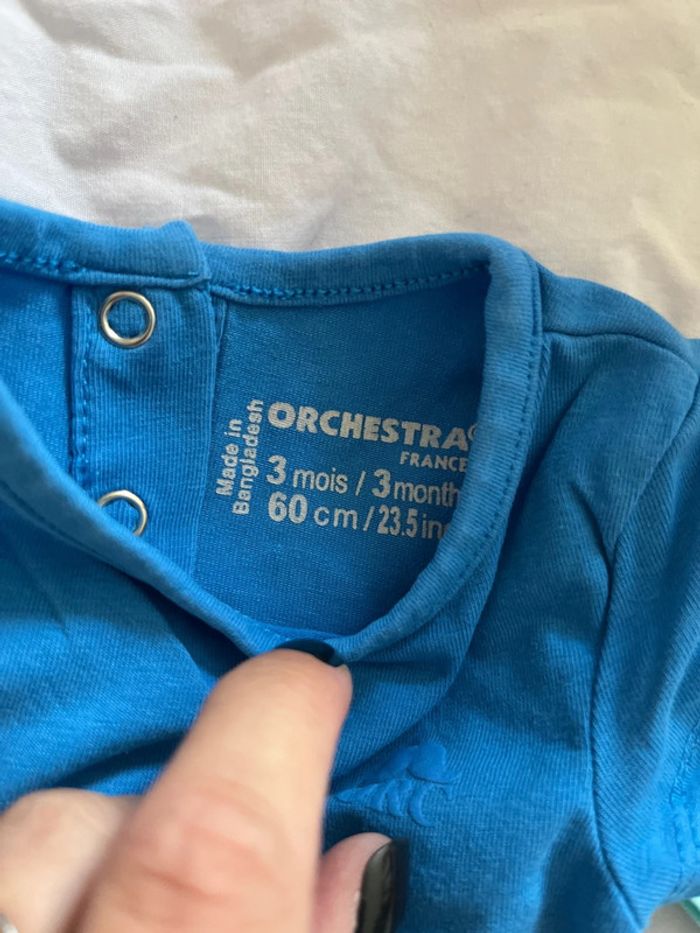 Made in
Bangladesh
ORCHESTRA
FRANCE
3 mois / 3 month
60 cm / 23.5 in